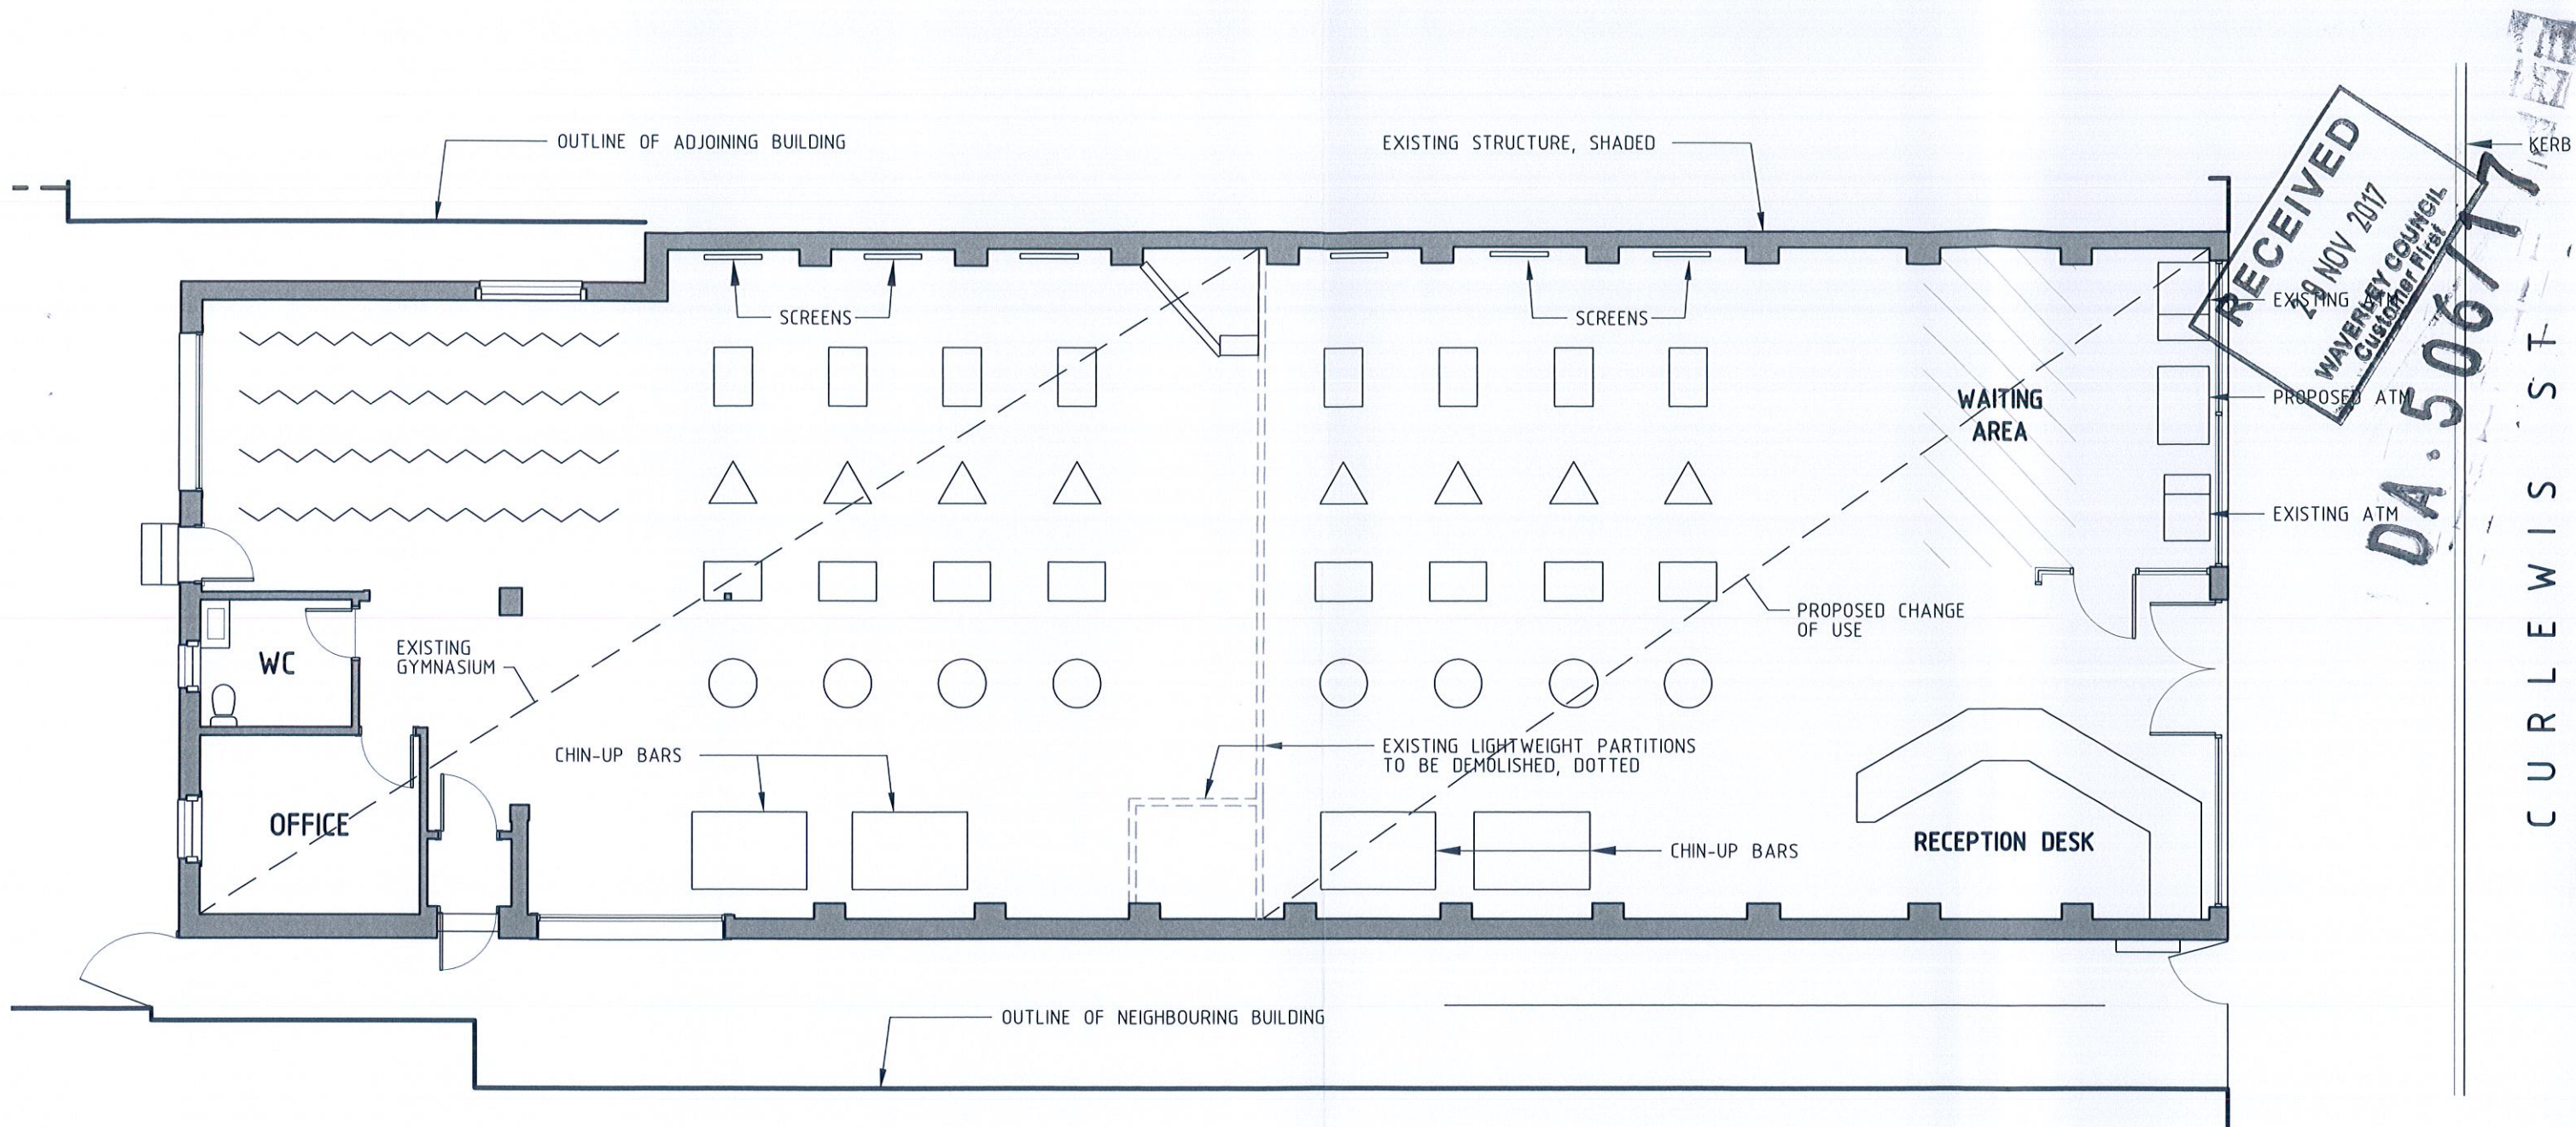 OUTLINE OF ADJOINING BUILDING
EXISTING STRUCTURE, SHADED
KERB
RECEIVED
29 NOV 2017
WAVERLEY COUNCIL
Customer First
DA.506/17
SCREENS
SCREENS
EXISTING ATM
PROPOSED ATM
EXISTING ATM
WAITING
AREA
CURLEWIS ST
PROPOSED CHANGE
OF USE
EXISTING
GYMNASIUM
WC
OFFICE
CHIN-UP BARS
EXISTING LIGHTWEIGHT PARTITIONS
TO BE DEMOLISHED, DOTTED
CHIN-UP BARS
RECEPTION DESK
OUTLINE OF NEIGHBOURING BUILDING